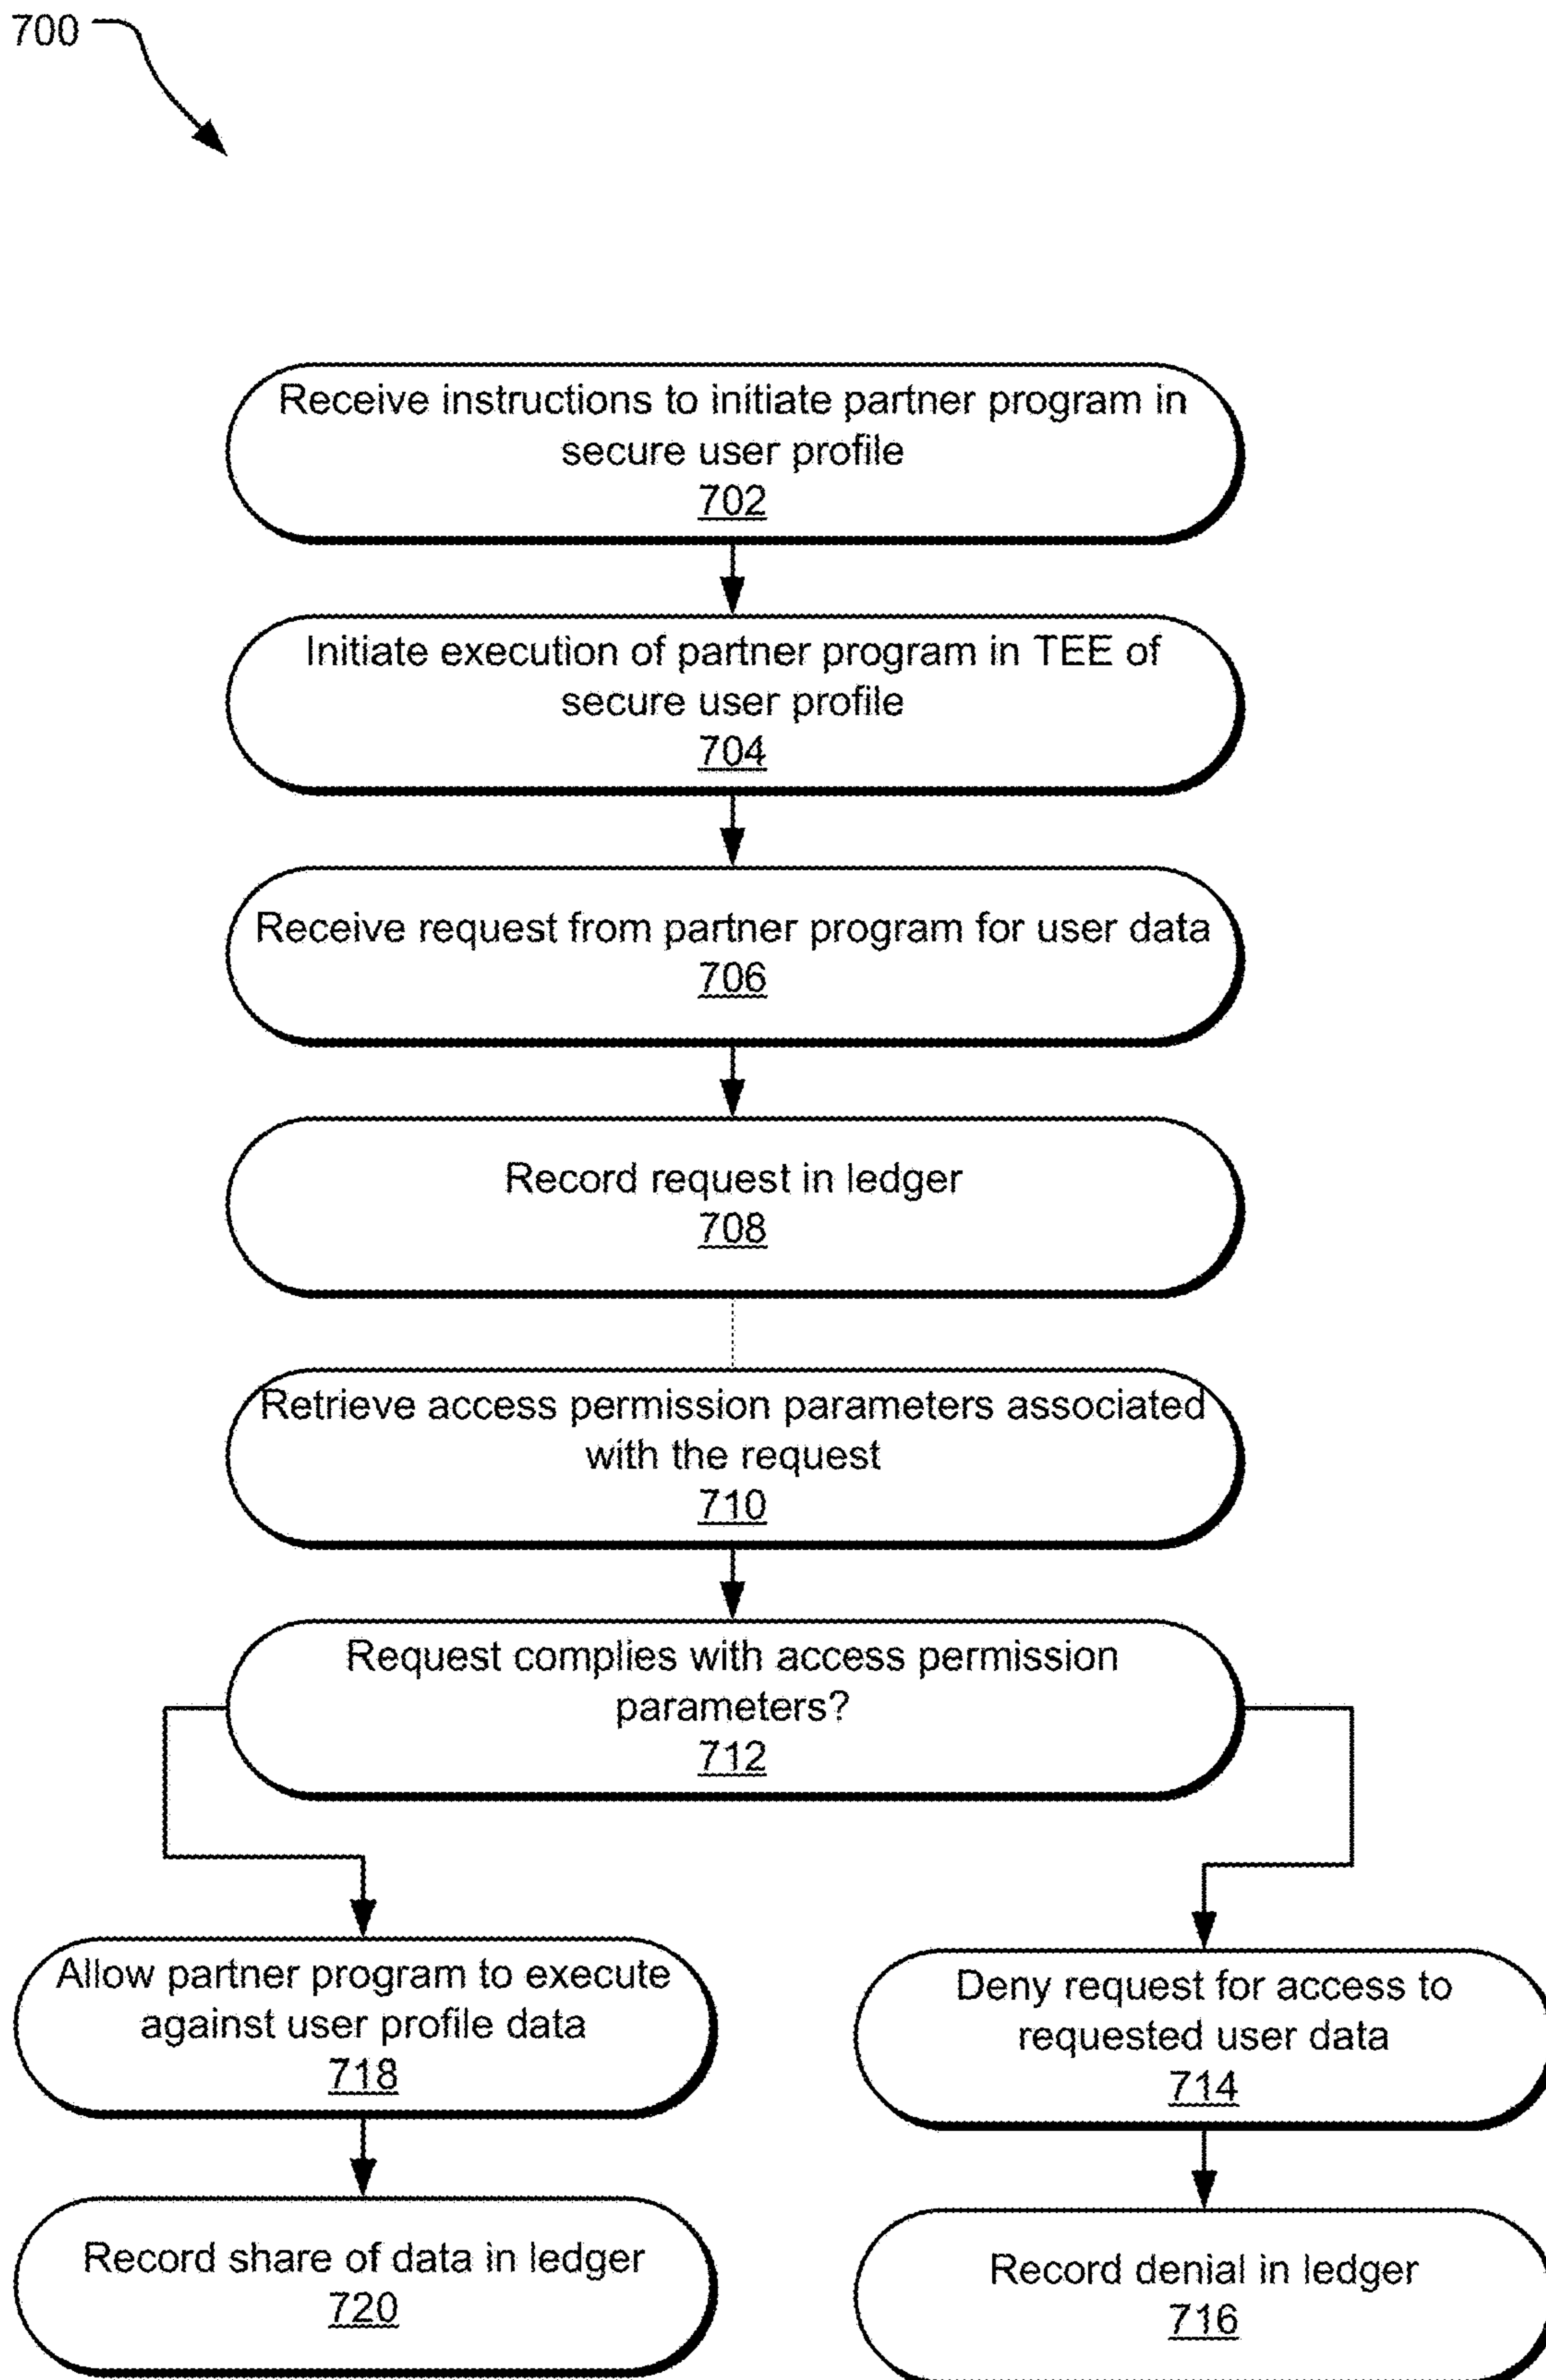 700
Receive instructions to initiate partner program in
secure user profile
702
Initiate execution of partner program in TEE of
secure user profile
704
Receive request from partner program for user data
706
Record request in ledger
708
Retrieve access permission parameters associated
with the request
710
Request complies with access permission
parameters?
712
Allow partner program to execute
against user profile data
718
Record share of data in ledger
720
Deny request for access to
requested user data
714
Record denial in ledger
716